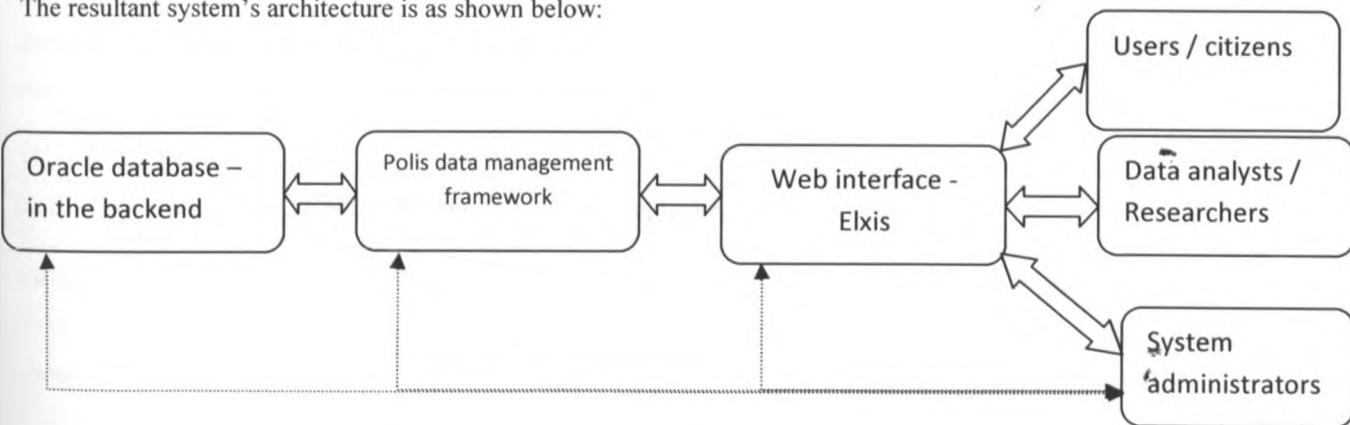 The resultant system's architecture is as shown below:
Oracle database –
in the backend
Polis data management
framework
Web interface -
Elxis
Users / citizens
Data analysts /
Researchers
System
administrators